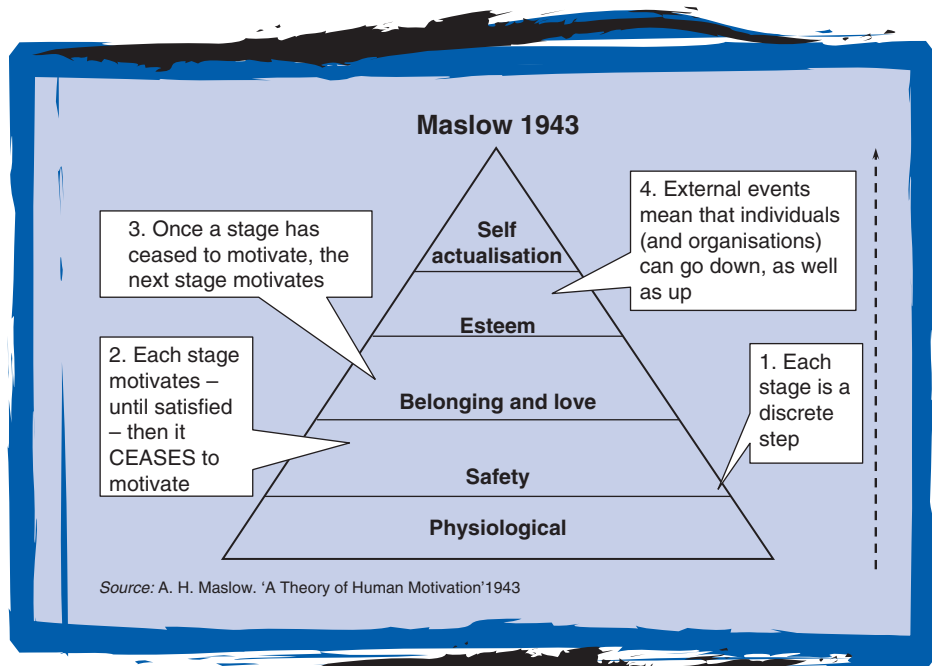 Maslow 1943
3. Once a stage has
ceased to motivate, the
next stage motivates
4. External events
mean that individuals
(and organisations)
can go down, as well
as up
Self
actualisation
Esteem
2. Each stage
motivates –
until satisfied
– then it
CEASES to
motivate
1. Each
stage is a
discrete
step
Belonging and love
Safety
Physiological
Source: A. H. Maslow. 'A Theory of Human Motivation'1943